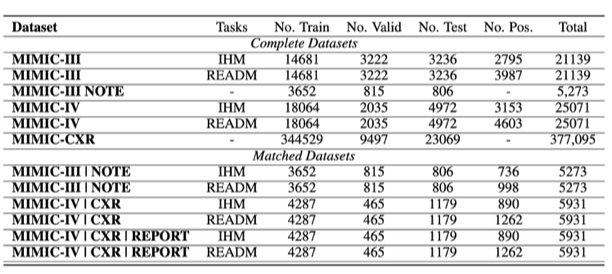 Dataset Tasks No. Train No. Valid No. Test No. Pos. Total
Complete Datasets
MIMIC-III IHM 14681 3222 3236 2795 21139
MIMIC-III READM 14681 3222 3236 3987 21139
MIMIC-III NOTE - 3652 815 806 - 5,273
MIMIC-IV IHM 18064 2035 4972 3153 25071
MIMIC-IV READM 18064 2035 4972 4603 25071
MIMIC-CXR - 344529 9497 23069 - 377,095
Matched Datasets
MIMIC-III | NOTE IHM 3652 815 806 736 5273
MIMIC-III | NOTE READM 3652 815 806 998 5273
MIMIC-IV | CXR IHM 4287 465 1179 890 5931
MIMIC-IV | CXR READM 4287 465 1179 1262 5931
MIMIC-IV | CXR | REPORT IHM 4287 465 1179 890 5931
MIMIC-IV | CXR | REPORT READM 4287 465 1179 1262 5931